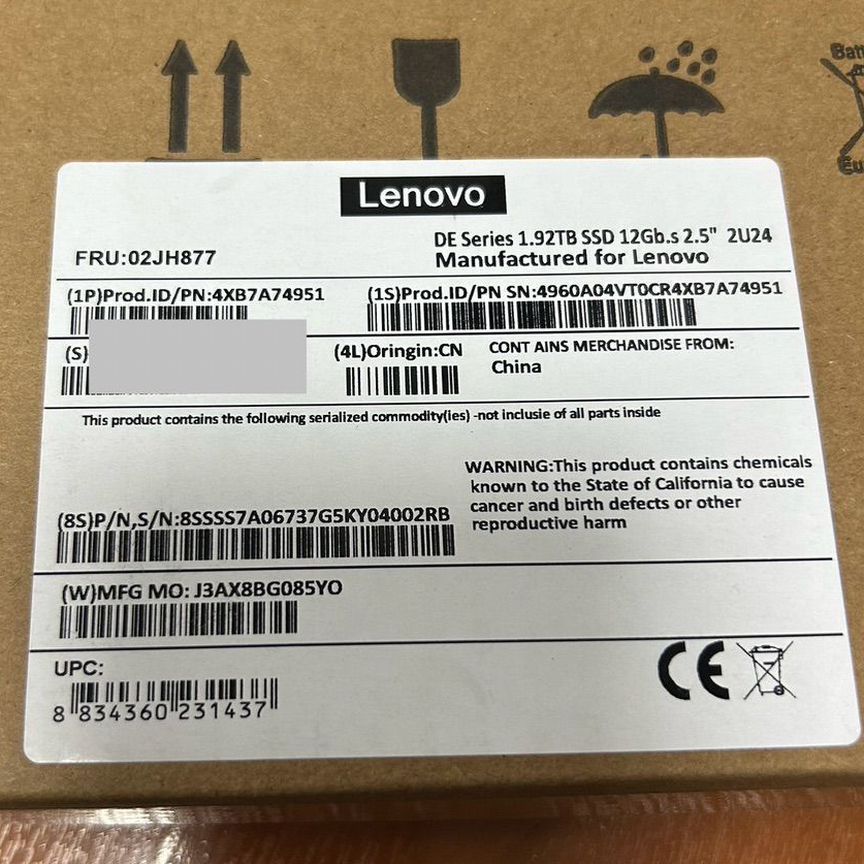 Batt
Eu
Lenovo
DE Series 1.92TB SSD 12Gb.s 2.5" 2U24
FRU:02JH877
Manufactured for Lenovo
(1P)Prod.ID/PN:4XB7A74951
(1S)Prod.ID/PN SN:4960A04VT0CR4XB7A74951
(S)
(4L)Oringin:CN
CONT AINS MERCHANDISE FROM:
China
This product contains the following serialized commodity(ies) -not inclusie of all parts inside
WARNING:This product contains chemicals
known to the State of California to cause
cancer and birth defects or other
reproductive harm
(8S)P/N,S/N:8SSSS7A06737G5KY04002RB
(W)MFG MO: J3AX8BG085YO
UPC:
8 834360 231437
CE